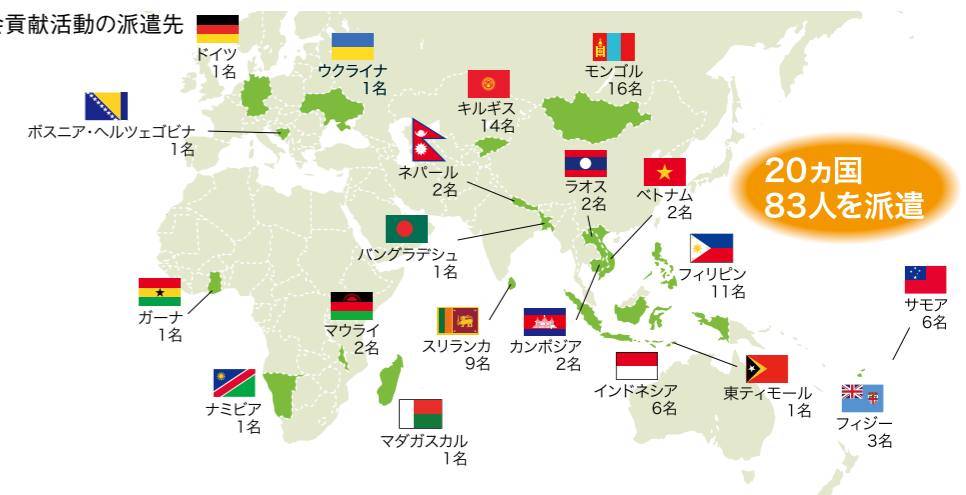 会貢献活動の派遣先
ドイツ
1名
ウクライナ
1名
モンゴル
16名
キルギス
14名
ボスニア・ヘルツェゴビナ
1名
ネパール
2名
ラオス
2名
ベトナム
2名
20ヵ国
83人を派遣
バングラデシュ
1名
フィリピン
11名
サモア
6名
ガーナ
1名
マウライ
2名
スリランカ
9名
カンボジア
2名
インドネシア
6名
東ティモール
1名
フィジー
3名
ナミビア
1名
マダガスカル
1名